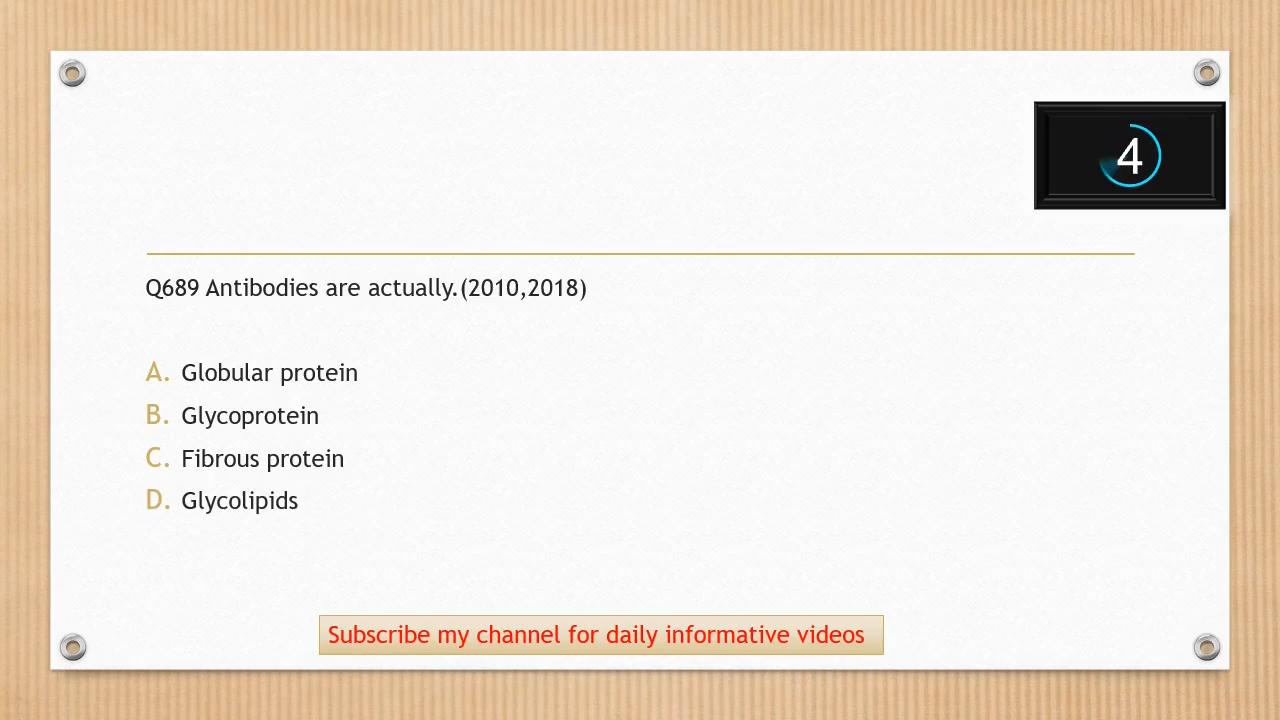 4
Q689 Antibodies are actually.(2010,2018)
A. Globular protein
B. Glycoprotein
C. Fibrous protein
D. Glycolipids
Subscribe my channel for daily informative videos